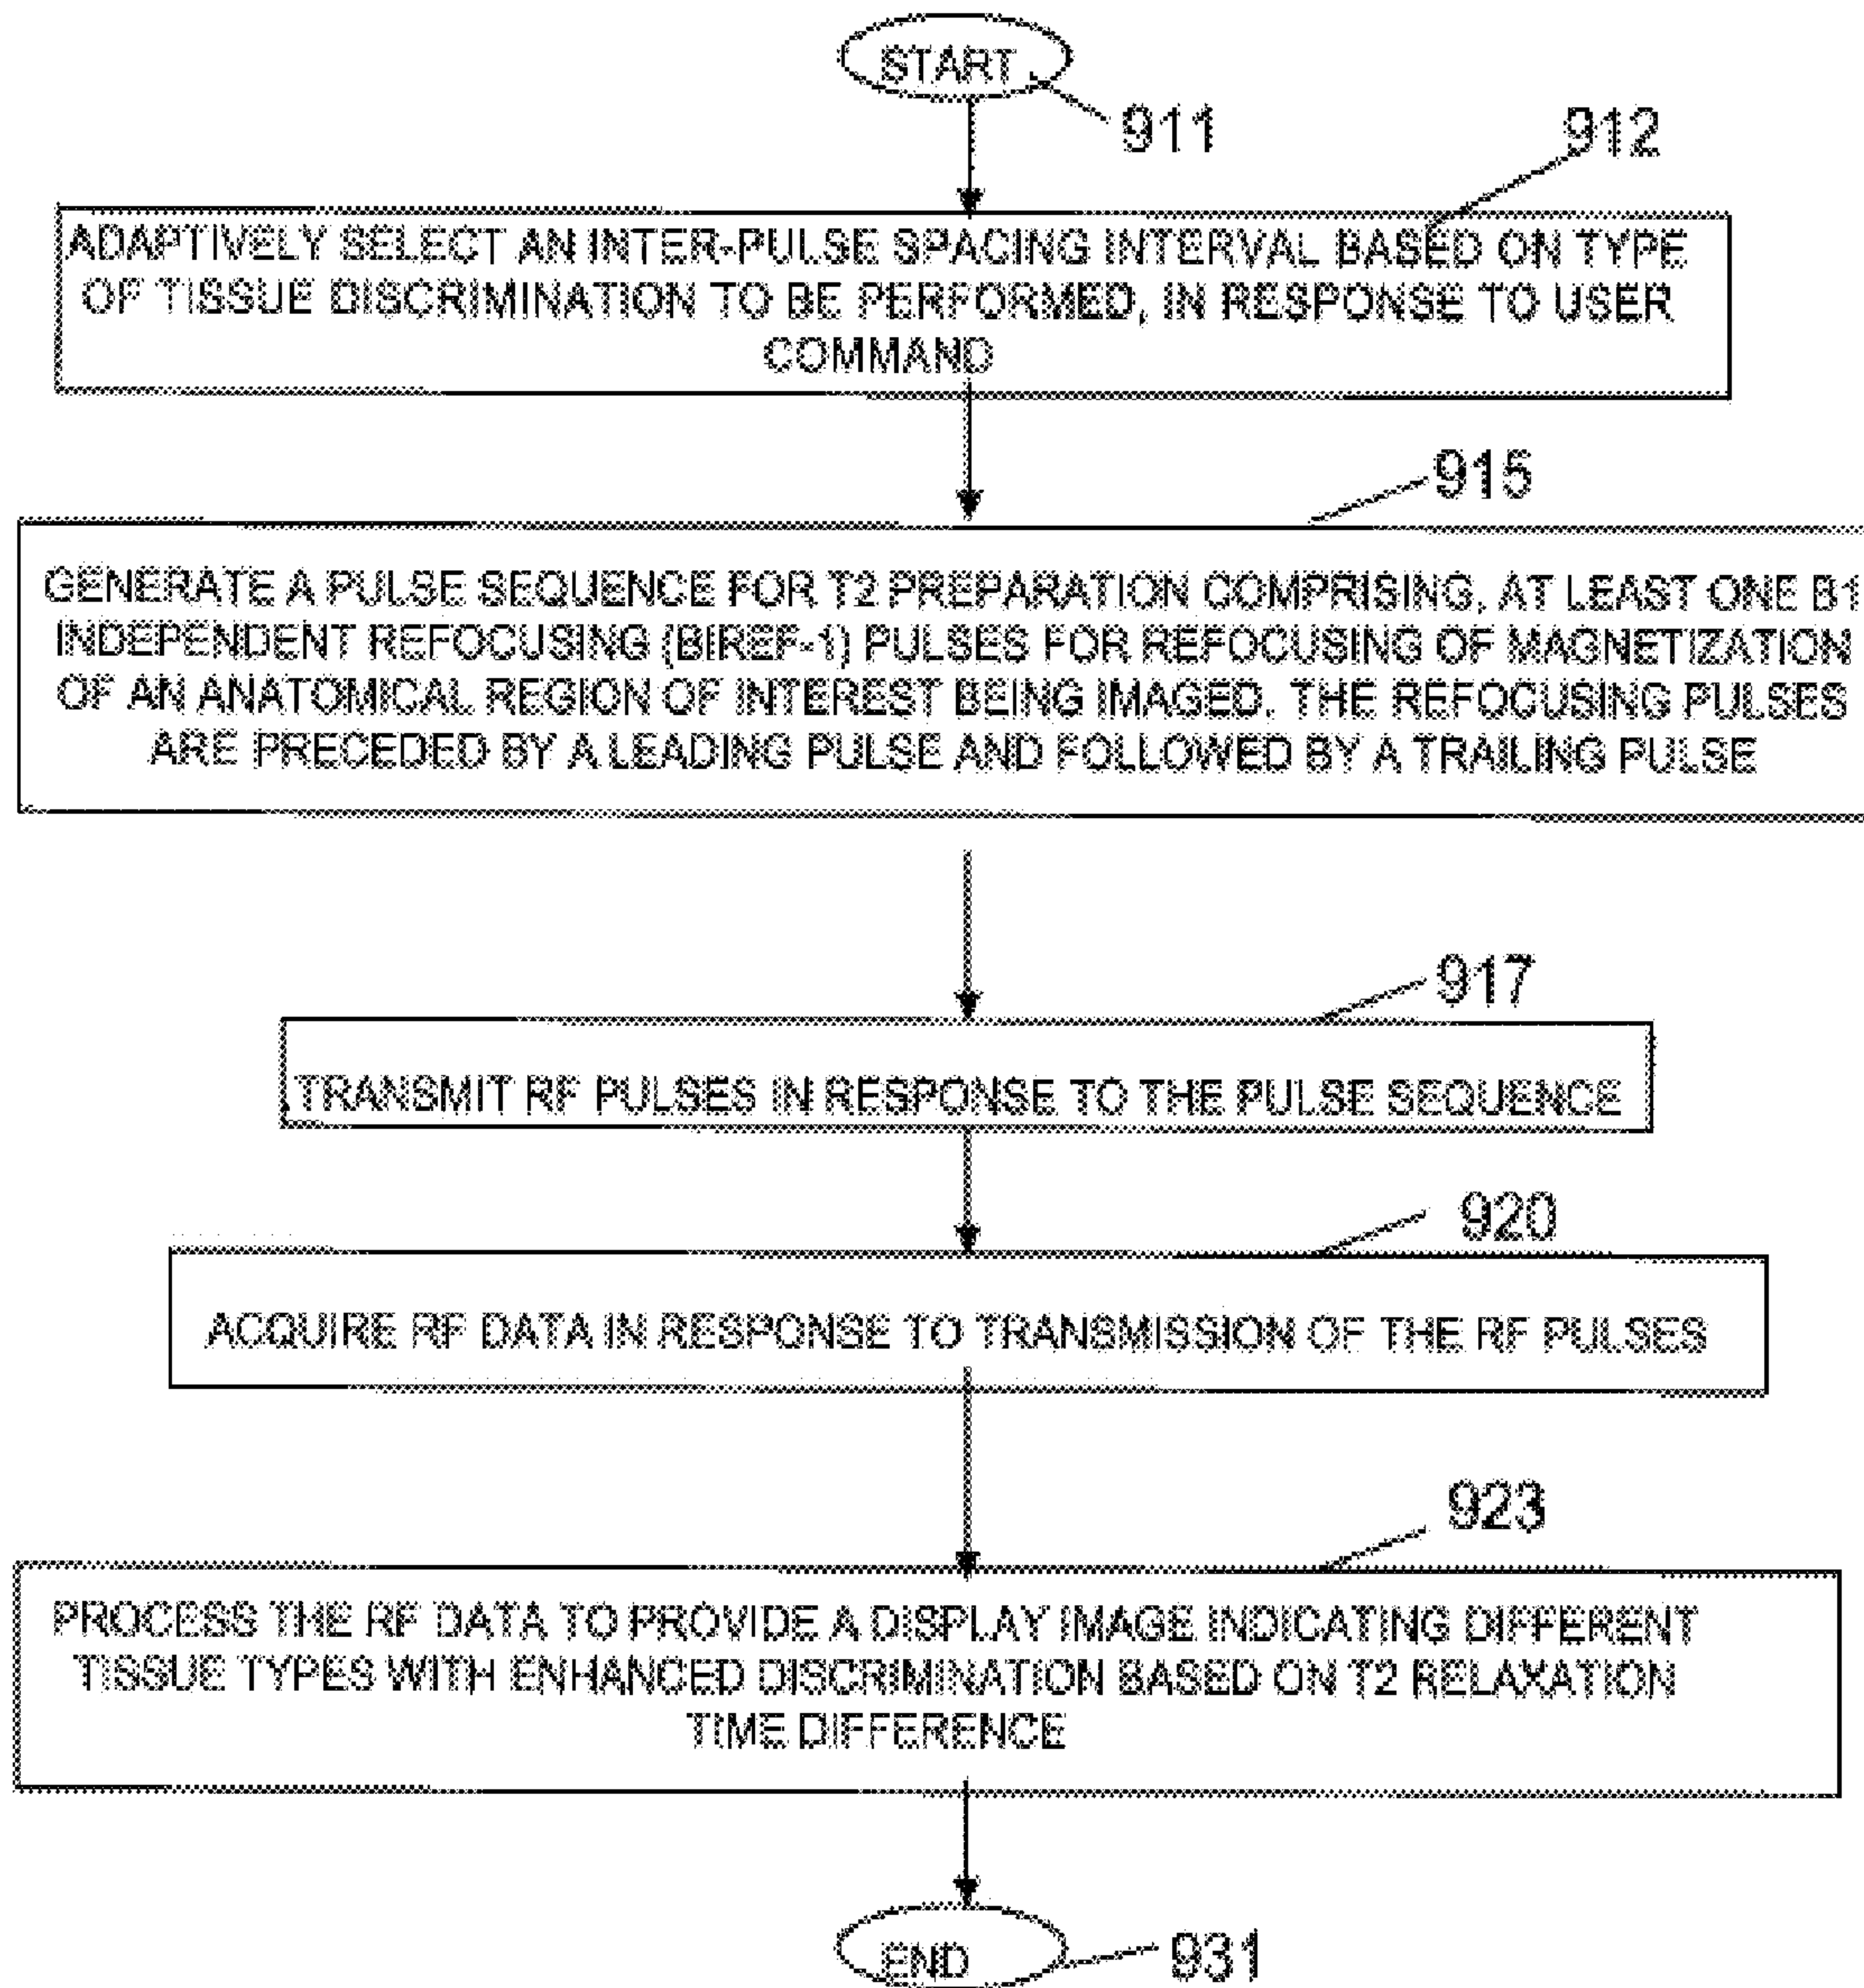 START
911
912
ADAPTIVELY SELECT AN INTER-PULSE SPACING INTERVAL BASED ON TYPE
OF TISSUE DISCRIMINATION TO BE PERFORMED, IN RESPONSE TO USER
COMMAND
915
GENERATE A PULSE SEQUENCE FOR T2 PREPARATION COMPRISING, AT LEAST ONE B1
INDEPENDENT REFOCUSING (BIREF-1) PULSES FOR REFOCUSING OF MAGNETIZATION
OF AN ANATOMICAL REGION OF INTEREST BEING IMAGED. THE REFOCUSING PULSES
ARE PRECEDED BY A LEADING PULSE AND FOLLOWED BY A TRAILING PULSE
917
TRANSMIT RF PULSES IN RESPONSE TO THE PULSE SEQUENCE
920
ACQUIRE RF DATA IN RESPONSE TO TRANSMISSION OF THE RF PULSES
923
PROCESS THE RF DATA TO PROVIDE A DISPLAY IMAGE INDICATING DIFFERENT
TISSUE TYPES WITH ENHANCED DISCRIMINATION BASED ON T2 RELAXATION
TIME DIFFERENCE
END
931